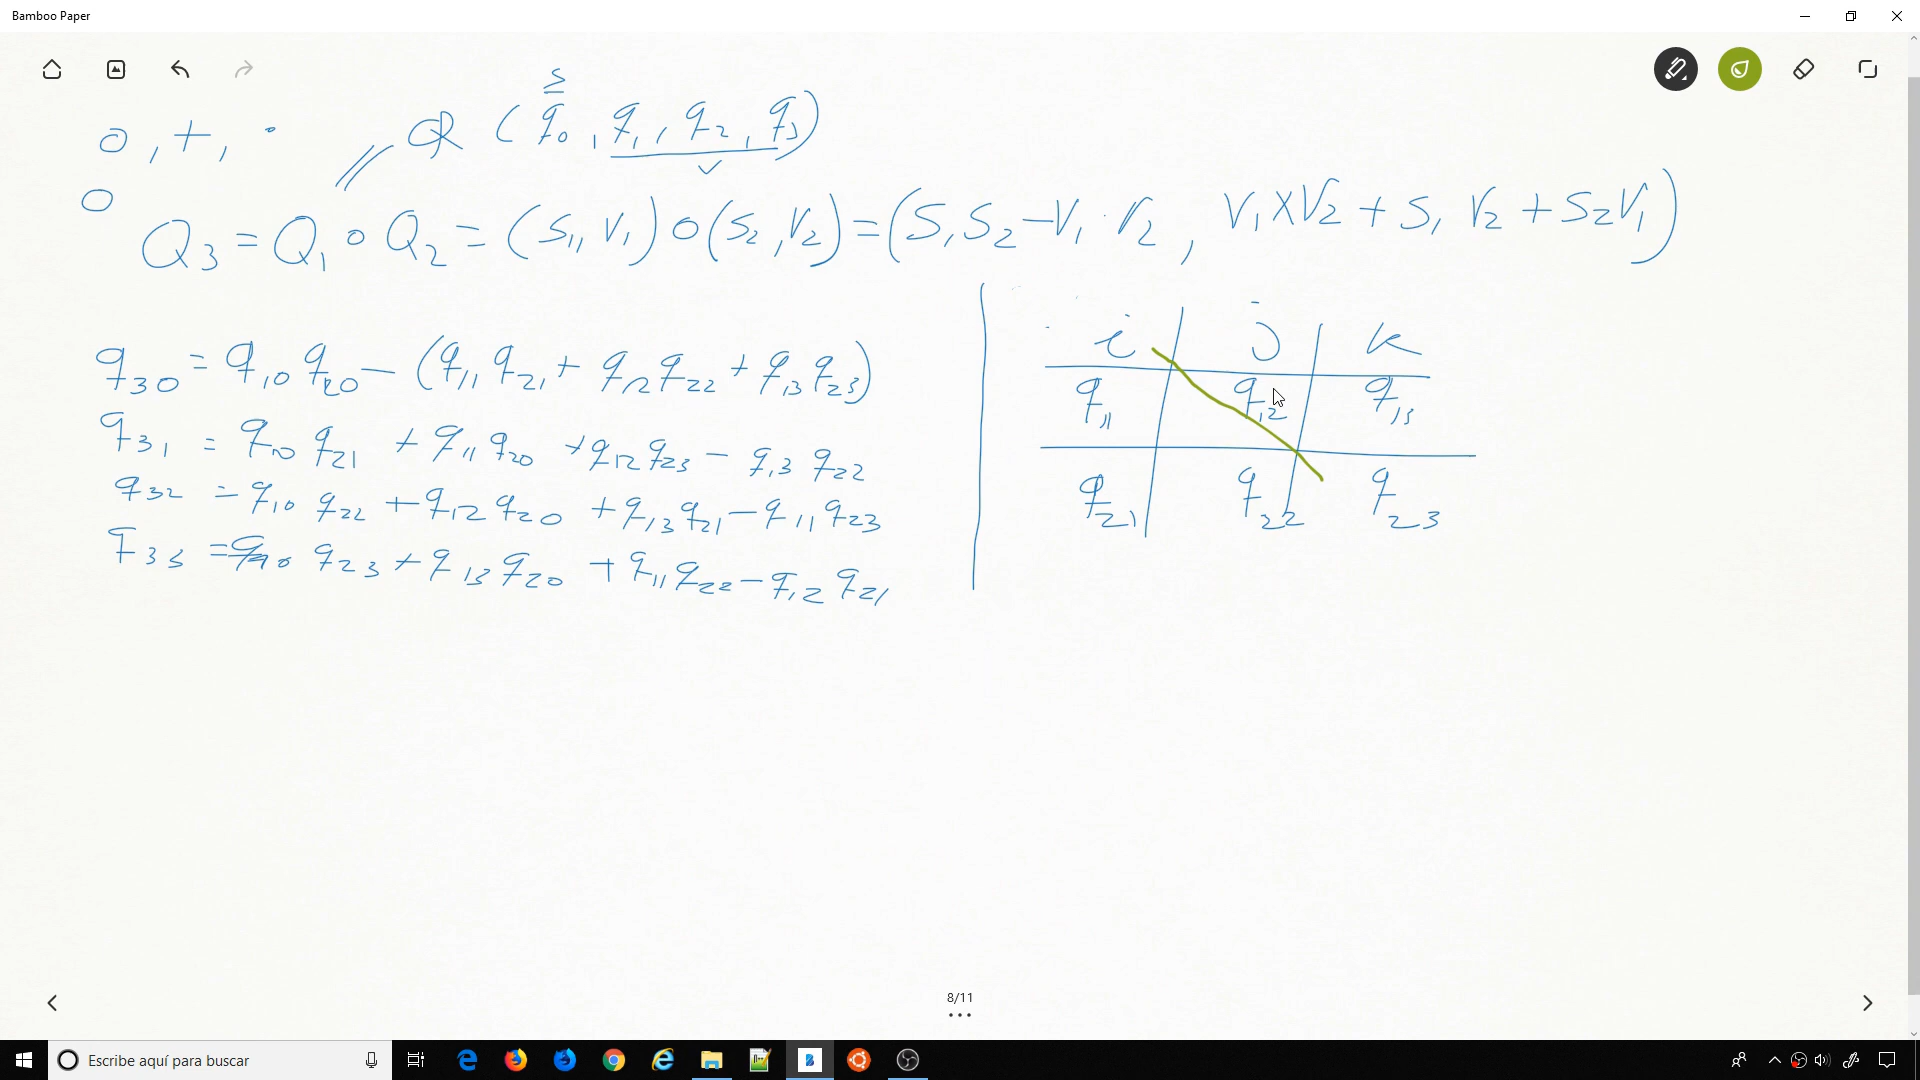 Bamboo Paper
s
o, +, · Q (q₀, q₁, q₂, q₃)
v
o
Q₃ = Q₁ o Q₂ = (S₁, V₁) o (S₂, V₂) = (S₁S₂ − V₁ · V₂, V₁ X V₂ + S₁ V₂ + S₂V₁)
q₃₀ = q₁₀ q₂₀ − (q₁₁ q₂₁ + q₁₂ q₂₂ + q₁₃ q₂₃)
q₃₁ = q₁₀ q₂₁ + q₁₁ q₂₀ + q₁₂ q₂₃ − q₁₃ q₂₂
q₃₂ = q₁₀ q₂₂ + q₁₂ q₂₀ + q₁₃ q₂₁ − q₁₁ q₂₃
q₃₃ = q₁₀ q₂₃ + q₁₃ q₂₀ + q₁₁ q₂₂ − q₁₂ q₂₁
i j k
q₁₁ q₁₂ q₁₃
q₂₁ q₂₂ q₂₃
8/11
Escribe aquí para buscar